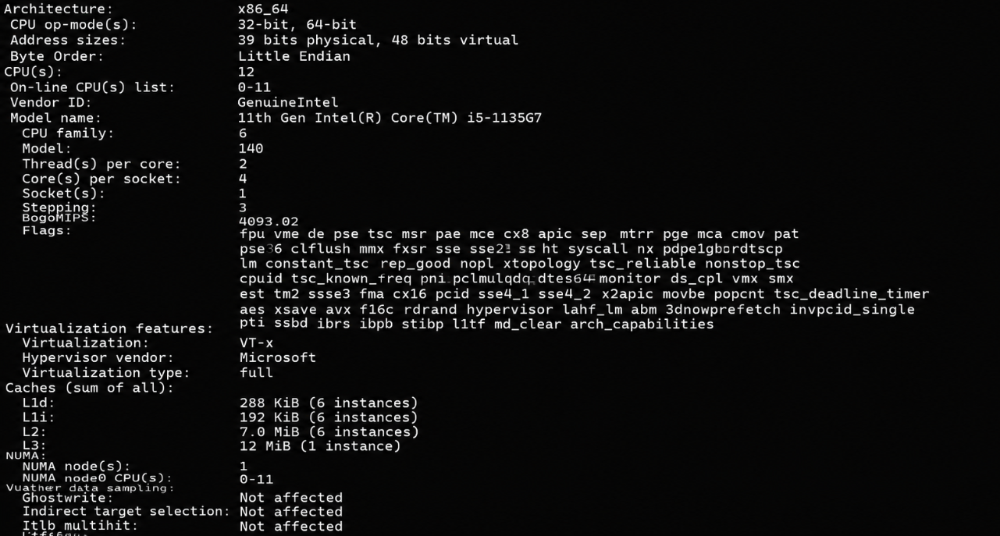 Architecture: x86_64
CPU op-mode(s): 32-bit, 64-bit
Address sizes: 39 bits physical, 48 bits virtual
Byte Order: Little Endian
CPU(s): 12
On-line CPU(s) list: 0-11
Vendor ID: GenuineIntel
Model name: 11th Gen Intel(R) Core(TM) i5-1135G7
CPU family: 6
Model: 140
Thread(s) per core: 2
Core(s) per socket: 4
Socket(s): 1
Stepping: 3
BogoMIPS: 4093.02
Flags: fpu vme de pse tsc msr pae mce cx8 apic sep mtrr pge mca cmov pat
pse36 clflush mmx fxsr sse ss ht syscall nx
lm constant_tsc rep_good nopl xtopology tsc_reliable nonstop_tsc
cpuid tsc_known_freq pni pclmulqdq dtes64 monitor ds_cpl vmx smx
est tm2 ssse3 fma cx16 pcid sse4_1 sse4_2 x2apic movbe popcnt tsc_deadline_timer
aes xsave avx f16c rdrand hypervisor lahf_lm abm 3dnowprefetch invpcid_single
pti ssbd ibrs ibpb stibp l1tf md_clear arch_capabilities
Virtualization features:
Virtualization: VT-x
Hypervisor vendor: Microsoft
Virtualization type: full
Caches (sum of all):
L1d: 288 KiB (6 instances)
L1i: 192 KiB (6 instances)
L2: 7.0 MiB (6 instances)
L3: 12 MiB (1 instance)
NUMA:
NUMA node(s): 1
NUMA node0 CPU(s): 0-11
data sampling:
Ghostwrite: Not affected
Indirect target selection: Not affected
Itlb multihit: Not affected